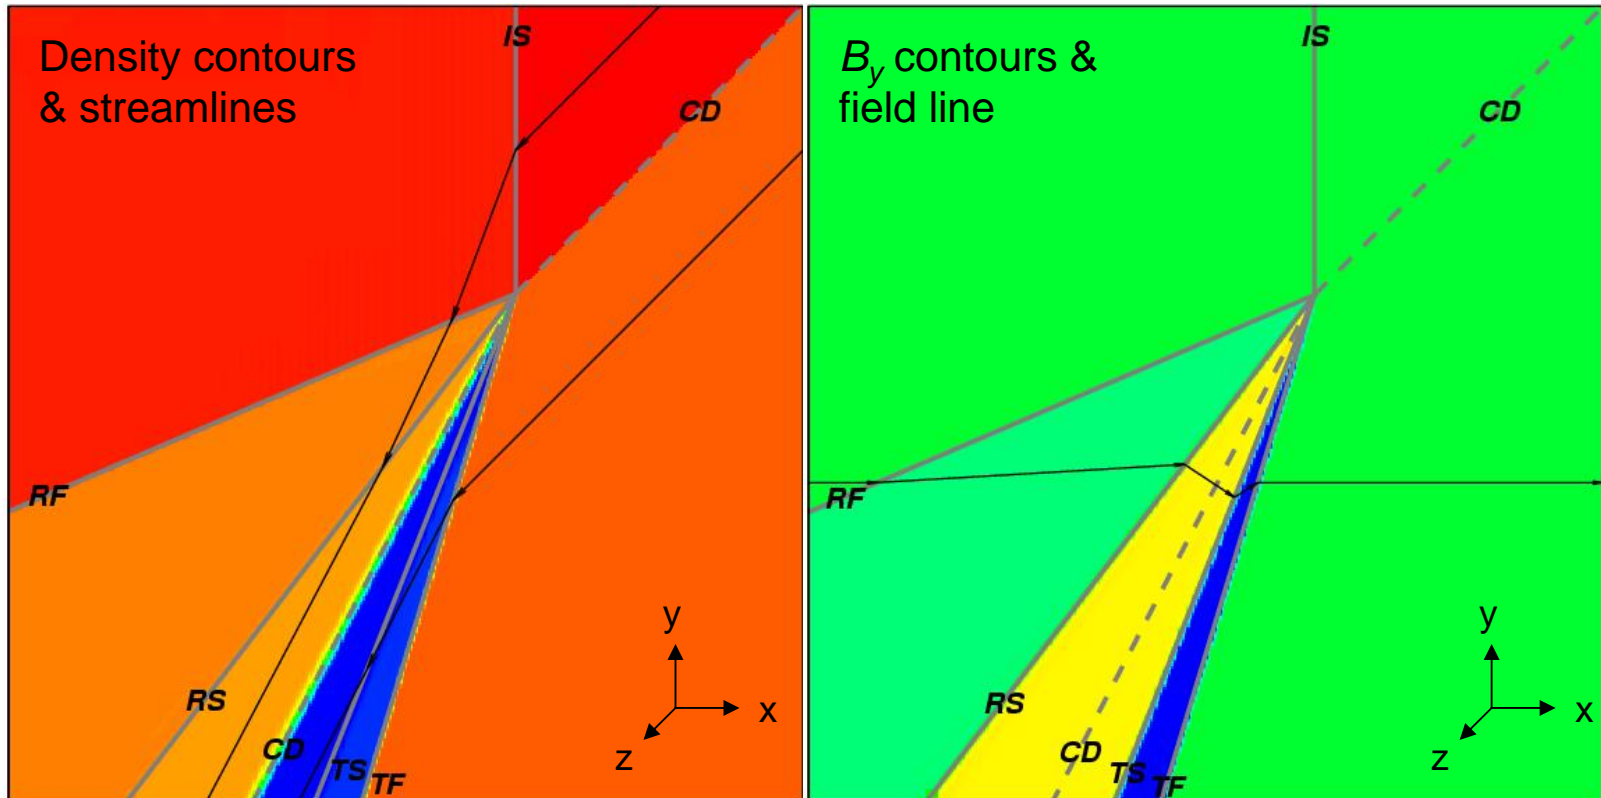 Density contours
& streamlines
IS
CD
RF
RS
CD
TS
TF
y
x
z
B_y contours &
field line
IS
CD
RF
RS
CD
TS
TF
y
x
z